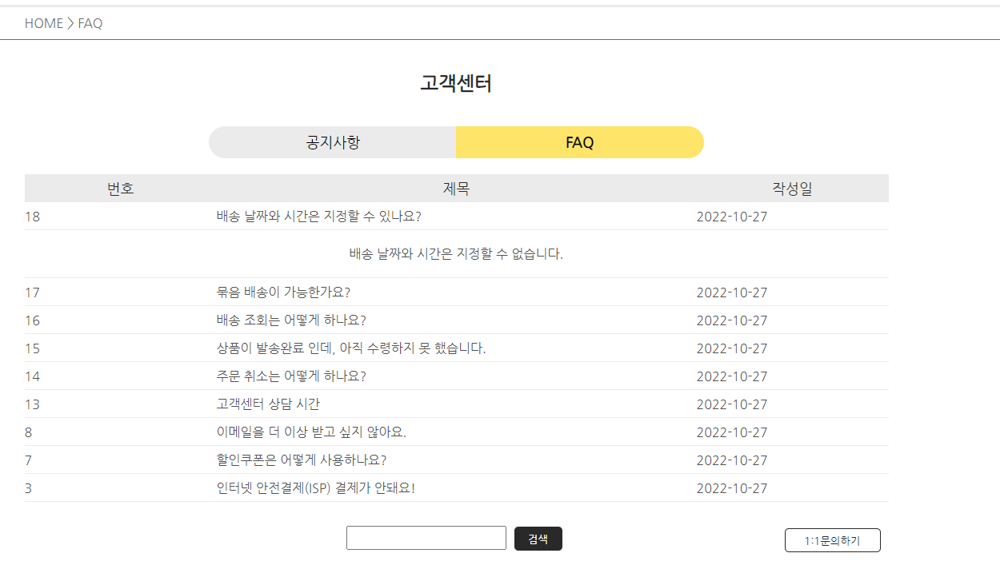 HOME > FAQ
고객센터
공지사항 FAQ
번호 제목 작성일
18 배송 날짜와 시간은 지정할 수 있나요? 2022-10-27
배송 날짜와 시간은 지정할 수 없습니다.
17 묶음 배송이 가능한가요? 2022-10-27
16 배송 조회는 어떻게 하나요? 2022-10-27
15 상품이 발송완료 인데, 아직 수령하지 못 했습니다. 2022-10-27
14 주문 취소는 어떻게 하나요? 2022-10-27
13 고객센터 상담 시간 2022-10-27
8 이메일을 더 이상 받고 싶지 않아요. 2022-10-27
7 할인쿠폰은 어떻게 사용하나요? 2022-10-27
3 인터넷 안전결제(ISP) 결제가 안돼요! 2022-10-27
검색 1:1문의하기